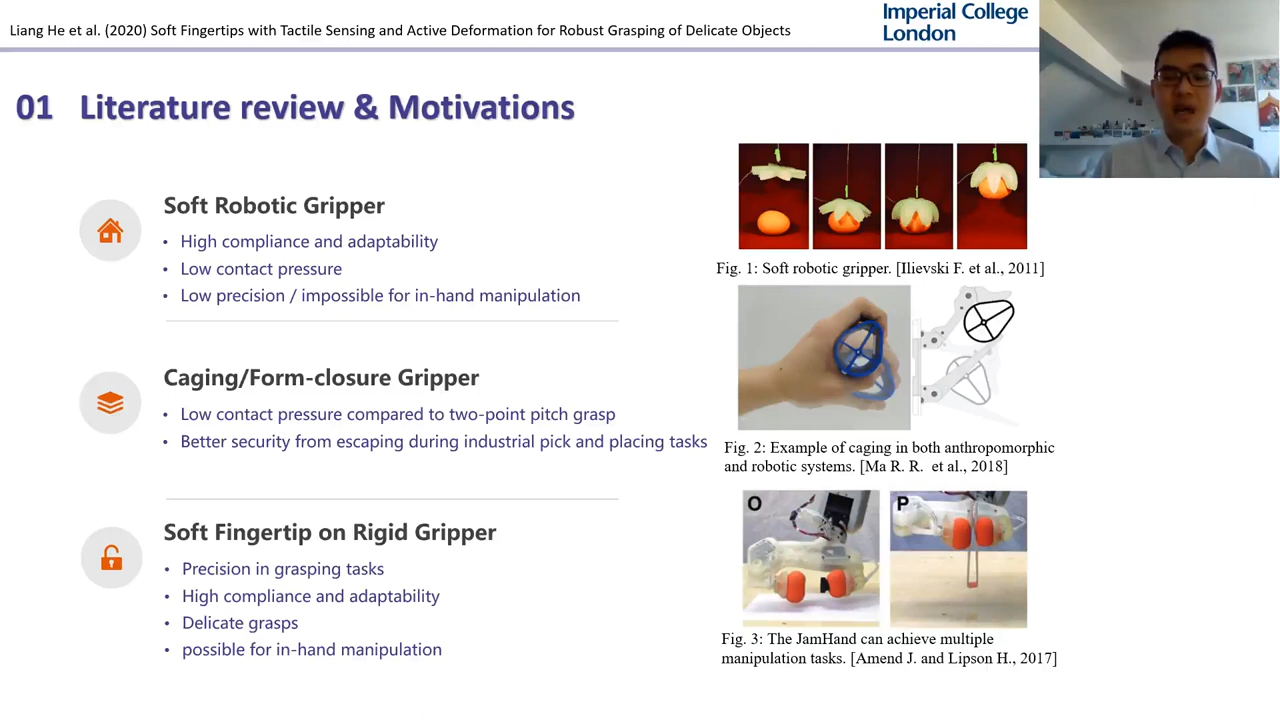 Liang He et al. (2020) Soft Fingertips with Tactile Sensing and Active Deformation for Robust Grasping of Delicate Objects
Imperial College
London
01 Literature review & Motivations
Soft Robotic Gripper
• High compliance and adaptability
• Low contact pressure
• Low precision / impossible for in-hand manipulation
Fig. 1: Soft robotic gripper. [Ilievski F. et al., 2011]
Caging/Form-closure Gripper
• Low contact pressure compared to two-point pitch grasp
• Better security from escaping during industrial pick and placing tasks
Fig. 2: Example of caging in both anthropomorphic
and robotic systems. [Ma R. R. et al., 2018]
Soft Fingertip on Rigid Gripper
• Precision in grasping tasks
• High compliance and adaptability
• Delicate grasps
• possible for in-hand manipulation
O
P
Fig. 3: The JamHand can achieve multiple
manipulation tasks. [Amend J. and Lipson H., 2017]